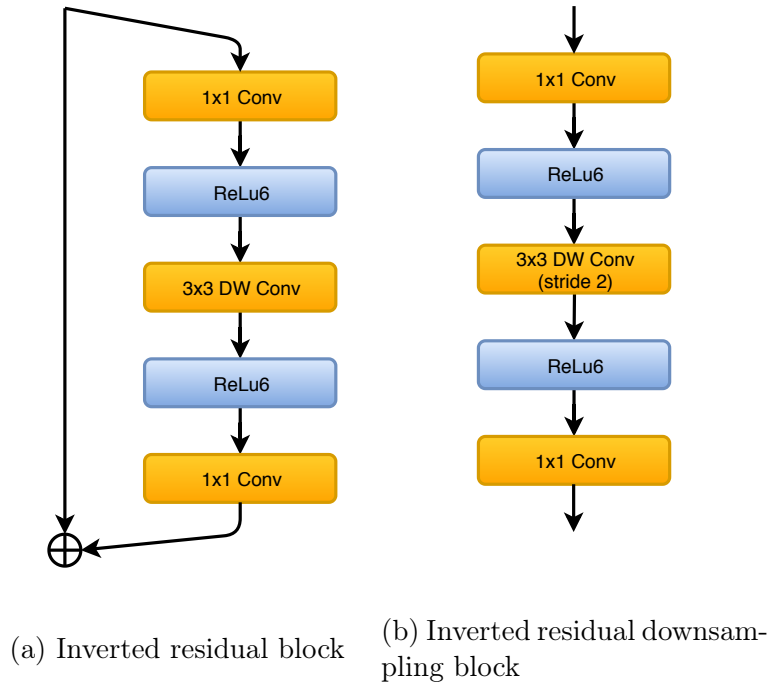 1x1 Conv
ReLu6
3x3 DW Conv
ReLu6
1x1 Conv
(a) Inverted residual block
1x1 Conv
ReLu6
3x3 DW Conv
(stride 2)
ReLu6
1x1 Conv
(b) Inverted residual downsam-
pling block